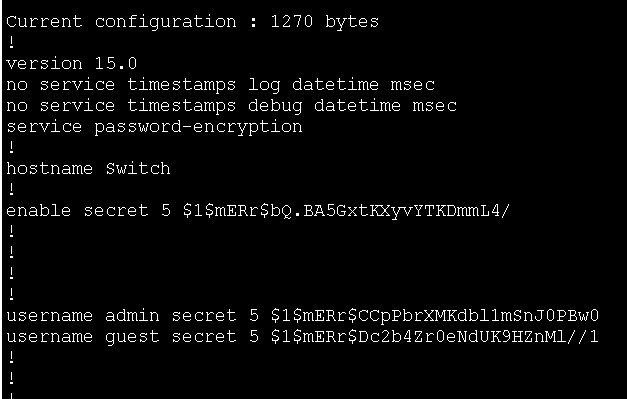 Current configuration : 1270 bytes
!
version 15.0
no service timestamps log datetime msec
no service timestamps debug datetime msec
service password-encryption
!
hostname Switch
!
enable secret 5 $1$mERr$bQ.BA5GxtKXyvYTKDmmL4/
!
!
!
!
username admin secret 5 $1$mERr$CCpPbrXMKdbl1mSnJ0PBw0
username guest secret 5 $1$mERr$Dc2b4Zr0eNdUK9HZnMl//1
!
!
!